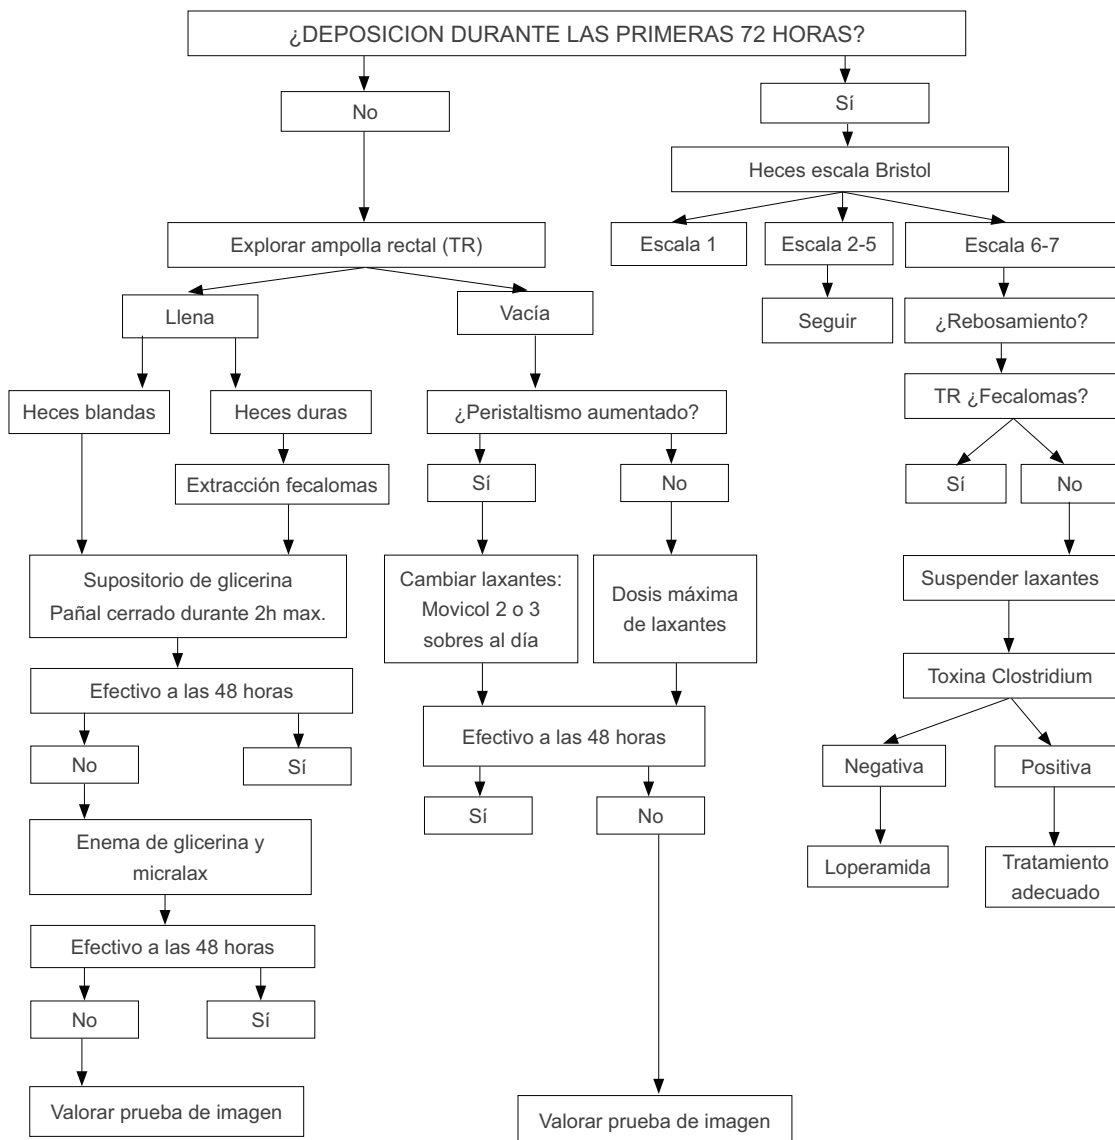 ¿DEPOSICION DURANTE LAS PRIMERAS 72 HORAS?
No
Sí
Heces escala Bristol
Explorar ampolla rectal (TR)
Escala 1
Escala 2-5
Escala 6-7
Llena
Vacía
Seguir
¿Rebosamiento?
Heces blandas
Heces duras
¿Peristaltismo aumentado?
TR ¿Fecalomas?
Extracción fecalomas
Sí
No
Sí
No
Supositorio de glicerina
Pañal cerrado durante 2h max.
Cambiar laxantes:
Movicol 2 o 3
sobres al día
Dosis máxima
de laxantes
Suspender laxantes
Efectivo a las 48 horas
Toxina Clostridium
Efectivo a las 48 horas
No
Sí
Negativa
Positiva
Sí
No
Enema de glicerina y
micralax
Loperamida
Tratamiento
adecuado
Efectivo a las 48 horas
No
Sí
Valorar prueba de imagen
Valorar prueba de imagen